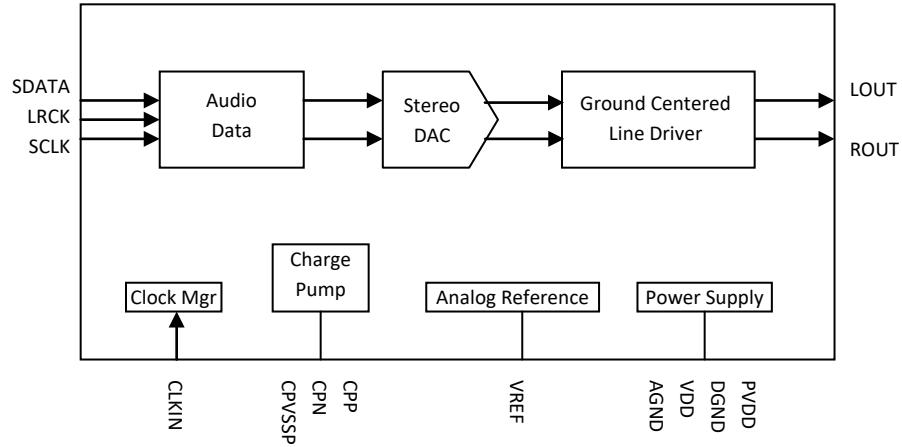 SDATA
LRCK
SCLK
Audio
Data
Stereo
DAC
Ground Centered
Line Driver
LOUT
ROUT
Clock Mgr
Charge
Pump
Analog Reference
Power Supply
CLKIN
CPVSSP
CPN
CPP
VREF
AGND
VDD
DGND
PVDD